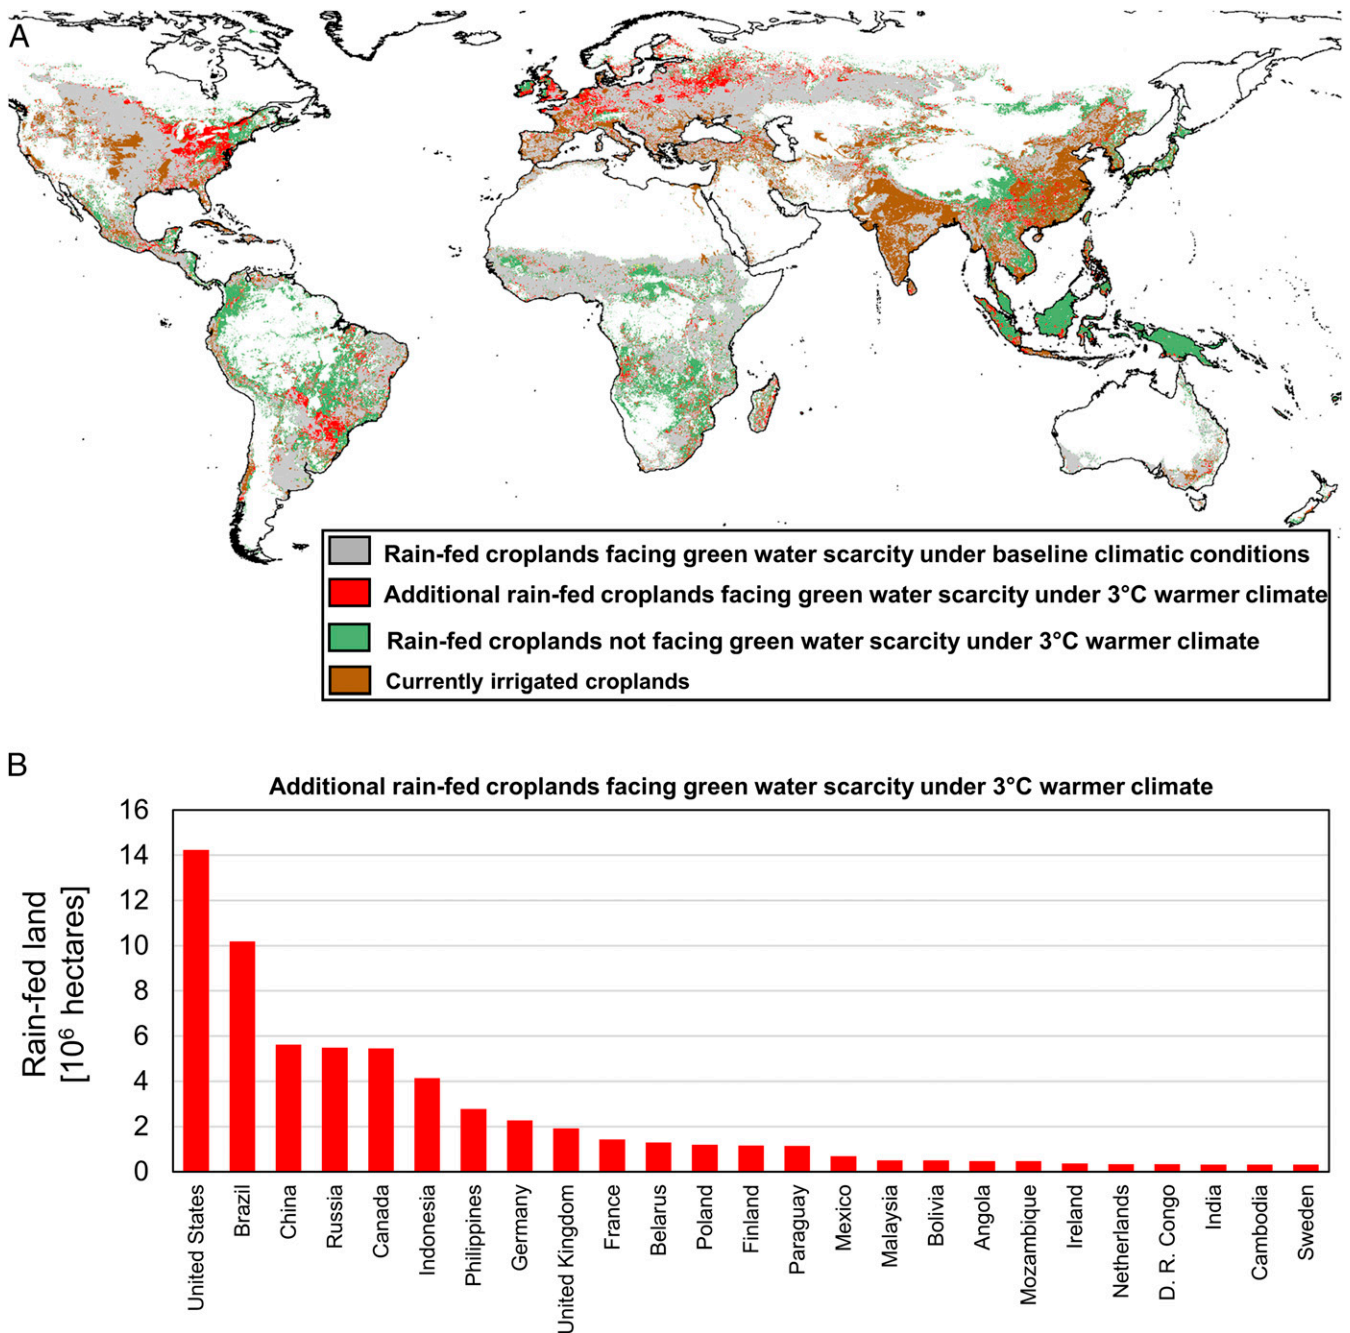 A
Rain-fed croplands facing green water scarcity under baseline climatic conditions
Additional rain-fed croplands facing green water scarcity under 3°C warmer climate
Rain-fed croplands not facing green water scarcity under 3°C warmer climate
Currently irrigated croplands
B
Additional rain-fed croplands facing green water scarcity under 3°C warmer climate
Rain-fed land
[10⁶ hectares]
16
14
12
10
8
6
4
2
0
United States
Brazil
China
Russia
Canada
Indonesia
Philippines
Germany
United Kingdom
France
Belarus
Poland
Finland
Paraguay
Mexico
Malaysia
Bolivia
Angola
Mozambique
Ireland
Netherlands
D. R. Congo
India
Cambodia
Sweden